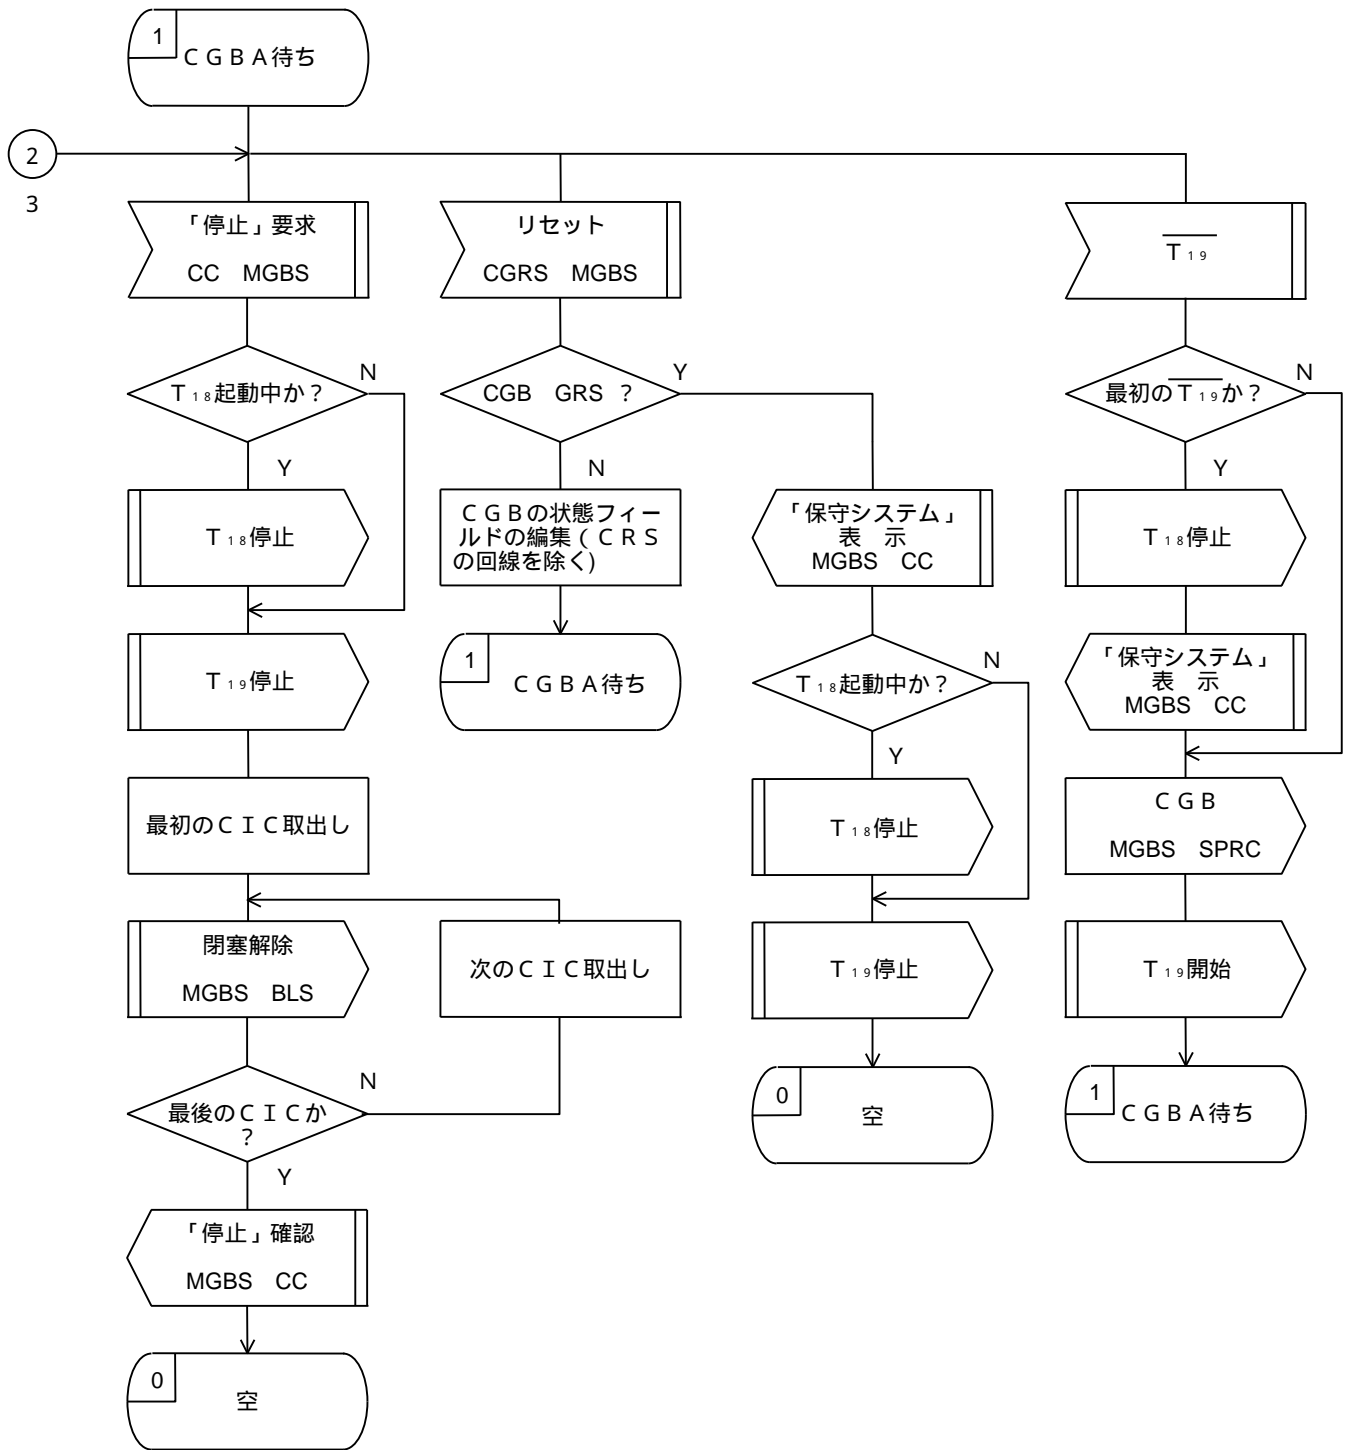 1
ＣＧＢＡ待ち
2
3
「停止」要求
CC　MGBS
T₁₈起動中か？
N
Y
T₁₈停止
T₁₉停止
最初のＣＩＣ取出し
閉塞解除
MGBS　BLS
次のＣＩＣ取出し
最後のＣＩＣか
？
N
Y
「停止」確認
MGBS　CC
0
空
リセット
CGRS　MGBS
CGB　GRS　？
Y
N
ＣＧＢの状態フィー
ルドの編集（ＣＲＳ
の回線を除く)
1
ＣＧＢＡ待ち
「保守システム」
表　示
MGBS　CC
T₁₈起動中か？
N
Y
T₁₈停止
T₁₉停止
0
空
T̅₁₉
最初のT̅₁₉か？
N
Y
T₁₈停止
「保守システム」
表　示
MGBS　CC
ＣＧＢ
MGBS　SPRC
T₁₉開始
1
ＣＧＢＡ待ち